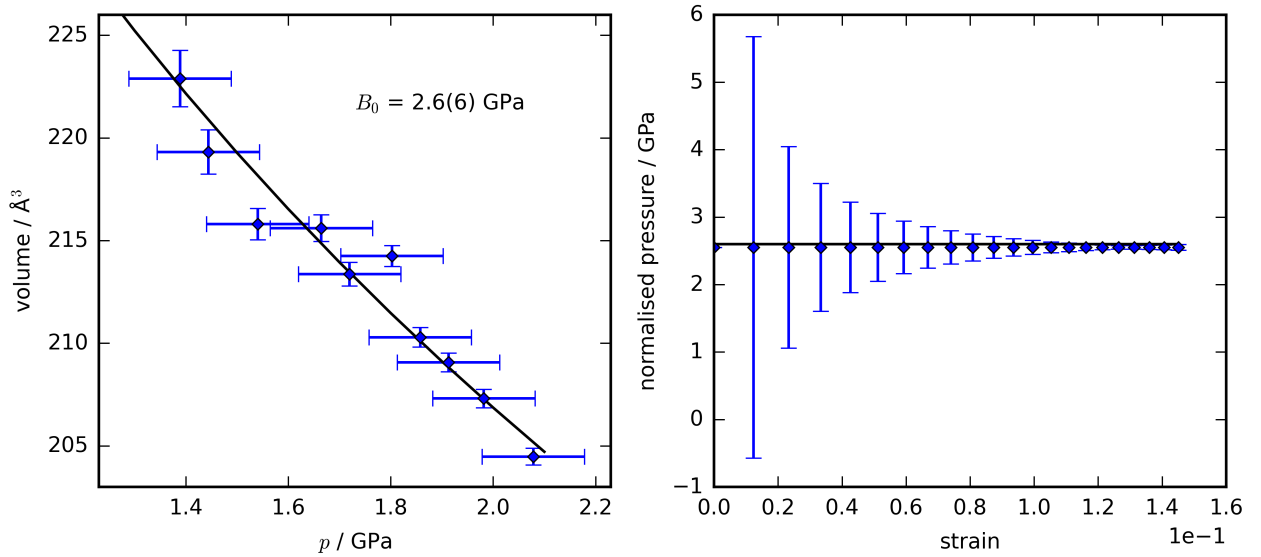 225
220
215
210
205
volume / Å³
B₀ = 2.6(6) GPa
1.4 1.6 1.8 2.0 2.2
p / GPa
6
5
4
3
2
1
0
−1
normalised pressure / GPa
0.0 0.2 0.4 0.6 0.8 1.0 1.2 1.4 1.6
1e−1
strain